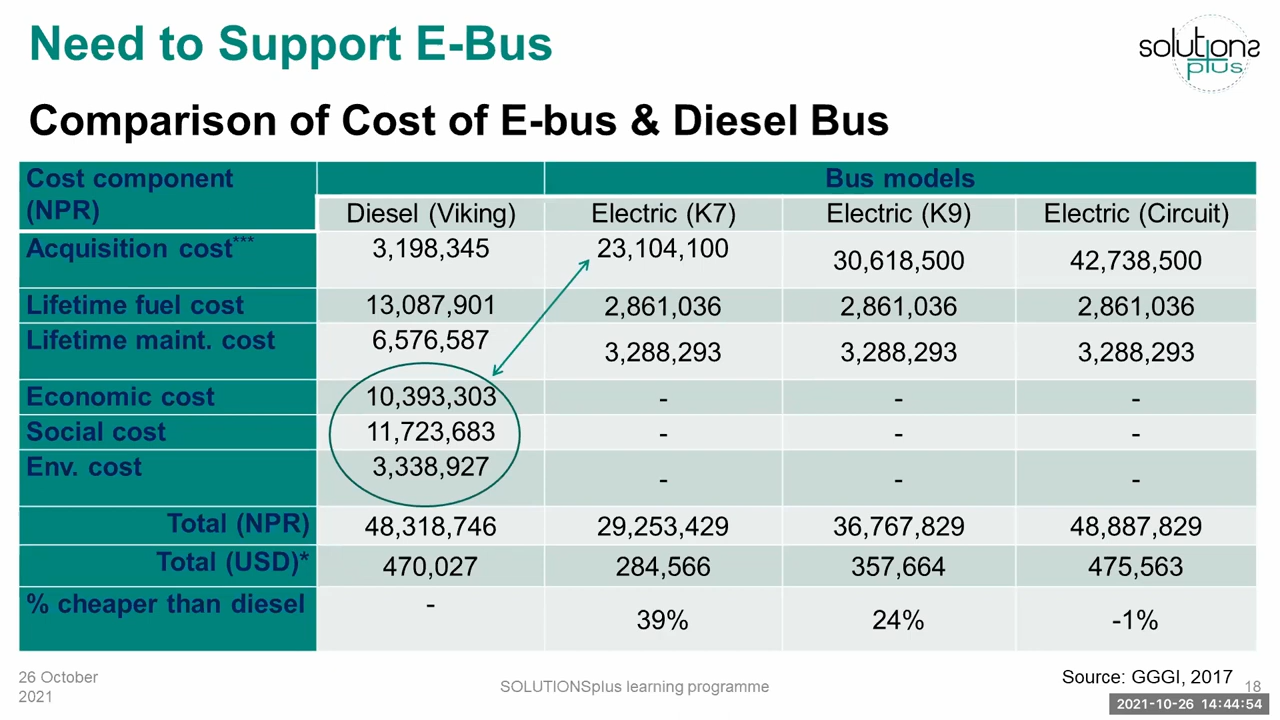 Need to Support E-Bus
solutions
plus
Comparison of Cost of E-bus & Diesel Bus
Cost component (NPR) Bus models
Diesel (Viking) Electric (K7) Electric (K9) Electric (Circuit)
Acquisition cost*** 3,198,345 23,104,100 30,618,500 42,738,500
Lifetime fuel cost 13,087,901 2,861,036 2,861,036 2,861,036
Lifetime maint. cost 6,576,587 3,288,293 3,288,293 3,288,293
Economic cost 10,393,303 - - -
Social cost 11,723,683 - - -
Env. cost 3,338,927 - - -
Total (NPR) 48,318,746 29,253,429 36,767,829 48,887,829
Total (USD)* 470,027 284,566 357,664 475,563
% cheaper than diesel - 39% 24% -1%
26 October
2021
SOLUTIONSplus learning programme
Source: GGGI, 2017
18
2021-10-26 14:44:54